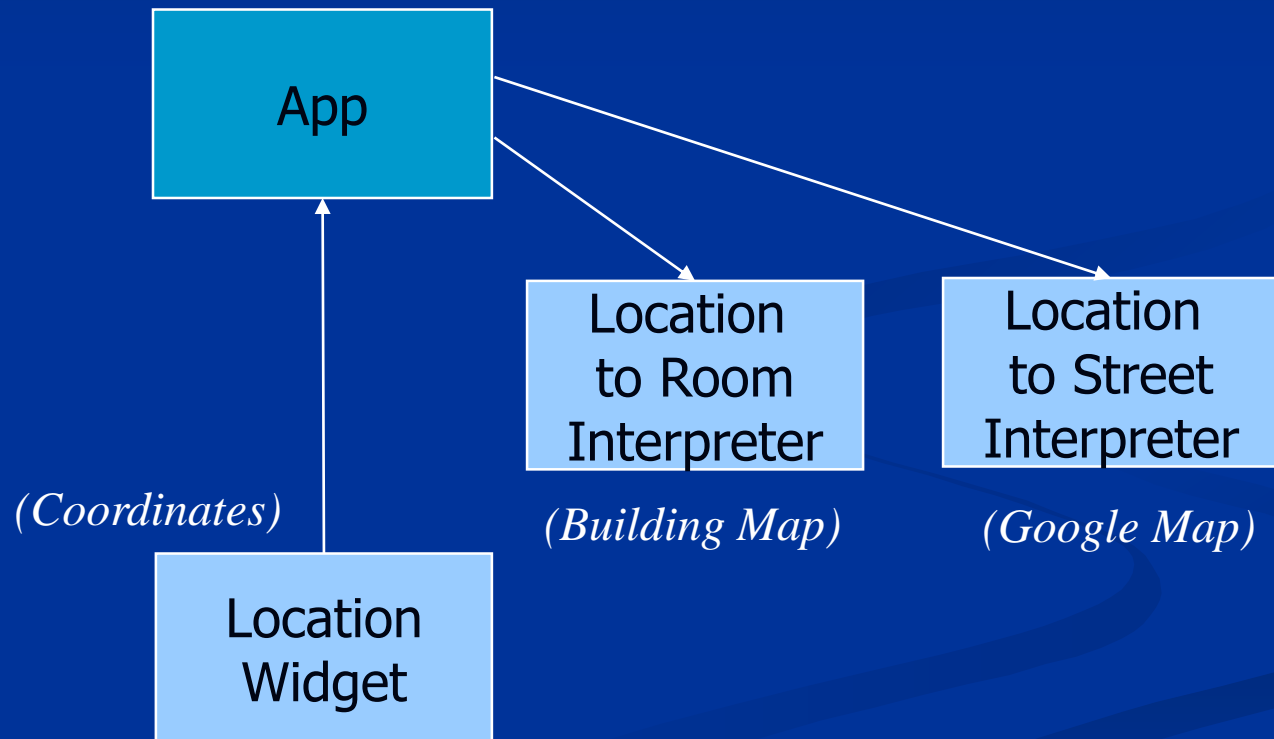 App
Location
to Room
Interpreter
Location
to Street
Interpreter
(Coordinates)
(Building Map)
(Google Map)
Location
Widget